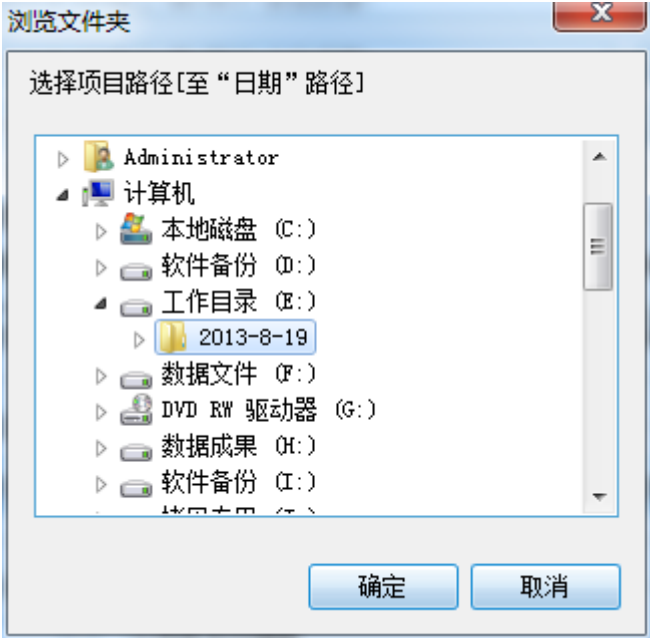 浏览文件夹
选择项目路径[至“日期”路径]
Administrator
计算机
本地磁盘 (C:)
软件备份 (D:)
工作目录 (E:)
2013-8-19
数据文件 (F:)
DVD RW 驱动器 (G:)
数据成果 (H:)
软件备份 (I:)
确定
取消